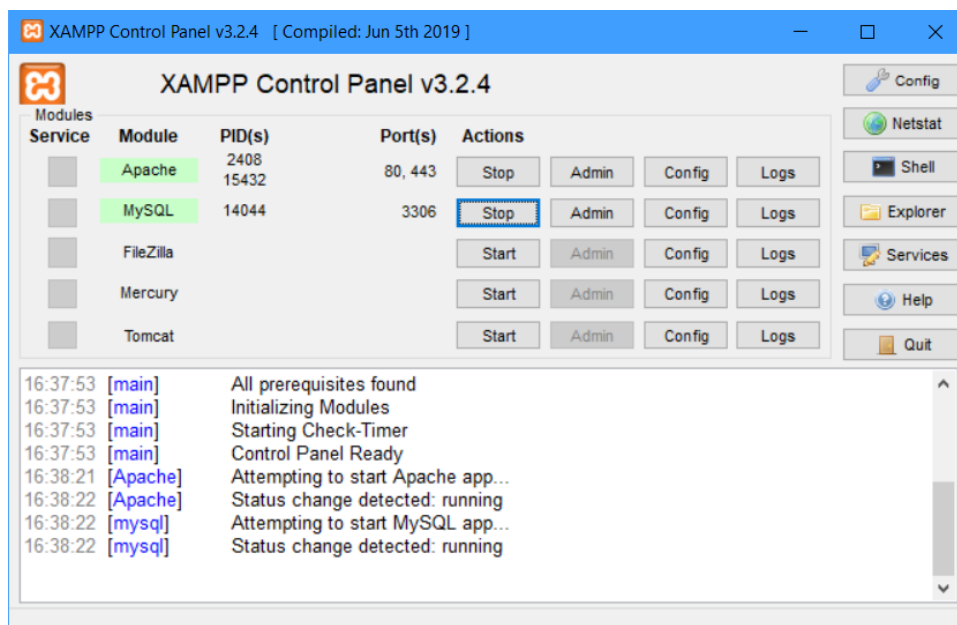 XAMPP Control Panel v3.2.4 [ Compiled: Jun 5th 2019 ]
XAMPP Control Panel v3.2.4
Config
Modules
Netstat
Service Module PID(s) Port(s) Actions
Apache 2408 15432 80, 443 Stop Admin Config Logs
Shell
MySQL 14044 3306 Stop Admin Config Logs
Explorer
FileZilla Start Admin Config Logs
Services
Mercury Start Admin Config Logs
Help
Tomcat Start Admin Config Logs
Quit
16:37:53 [main] All prerequisites found
16:37:53 [main] Initializing Modules
16:37:53 [main] Starting Check-Timer
16:37:53 [main] Control Panel Ready
16:38:21 [Apache] Attempting to start Apache app...
16:38:22 [Apache] Status change detected: running
16:38:22 [mysql] Attempting to start MySQL app...
16:38:22 [mysql] Status change detected: running